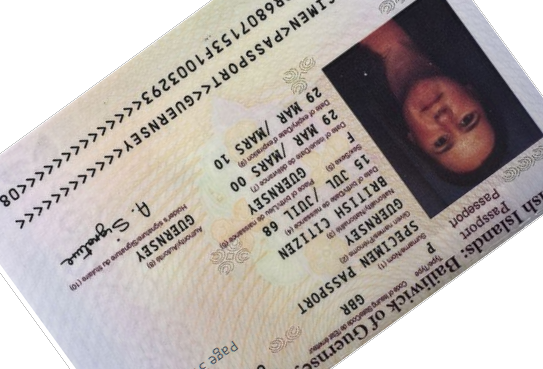 ish Islands: Bailiwick of Guernse
Passport
Passeport
Type/Type
Code of Issuing State/Code de l'État émetteur
P
GBR
Surname/Nom (1)
SPECIMEN PASSPORT
Given names/Prénoms (2)
GUERNSEY
Nationality/Nationalité (3)
BRITISH CITIZEN
Date of birth/Date de naissance (4)
15 JUL /JUIL 68
Sex/Sexe (5)
Place of birth/Lieu de naissance (6)
F
GUERNSEY
Date of issue/Date de délivrance (7)
Authority/Autorité (8)
29 MAR /MARS 00
GUERNSEY
Date of expiry/Date d'expiration (9)
Holder's signature/Signature du titulaire (10)
29 MAR /MARS 10
A. Signature
Page 3
CIMEN<PASSPORT<<GUERNSEY<<<<<<<<<<<
R6807153F1003293<<<<<<<<<<<<<<08